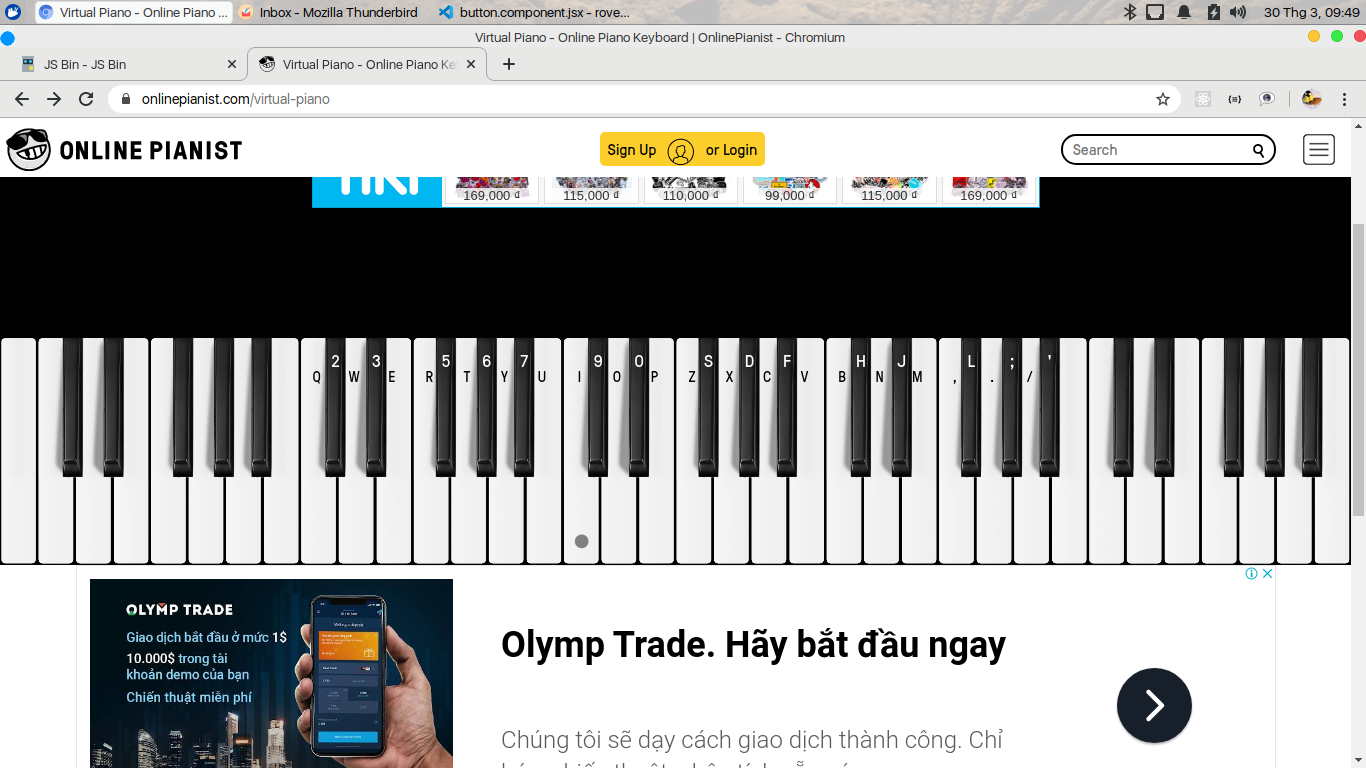 Virtual Piano - Online Piano ...
Inbox - Mozilla Thunderbird
button.component.jsx - rove...
30 Thg 3, 09:49
Virtual Piano - Online Piano Keyboard | OnlinePianist - Chromium
JS Bin - JS Bin
Virtual Piano - Online Piano Ke
onlinepianist.com/virtual-piano
ONLINE PIANIST
Sign Up or Login
Search
TIKI
169,000 ₫
115,000 ₫
110,000 ₫
99,000 ₫
115,000 ₫
169,000 ₫
2 3 5 6 7 9 0 S D F H J L ; '
Q W E R T Y U I O P Z X C V B N M , . /
OLYMP TRADE
Giao dịch bắt đầu ở mức 1$
10.000$ trong tài
khoản demo của bạn
Chiến thuật miễn phí
Olymp Trade. Hãy bắt đầu ngay
Chúng tôi sẽ dạy cách giao dịch thành công. Chỉ